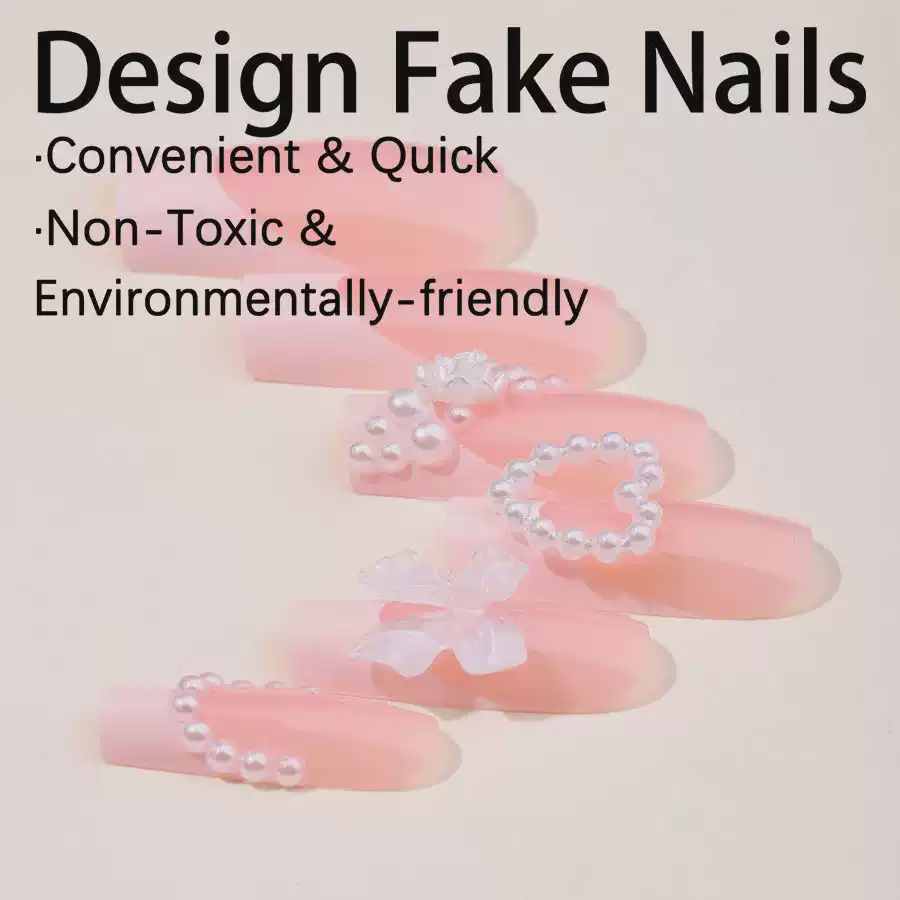 Design Fake Nails
·Convenient & Quick
·Non-Toxic &
Environmentally-friendly